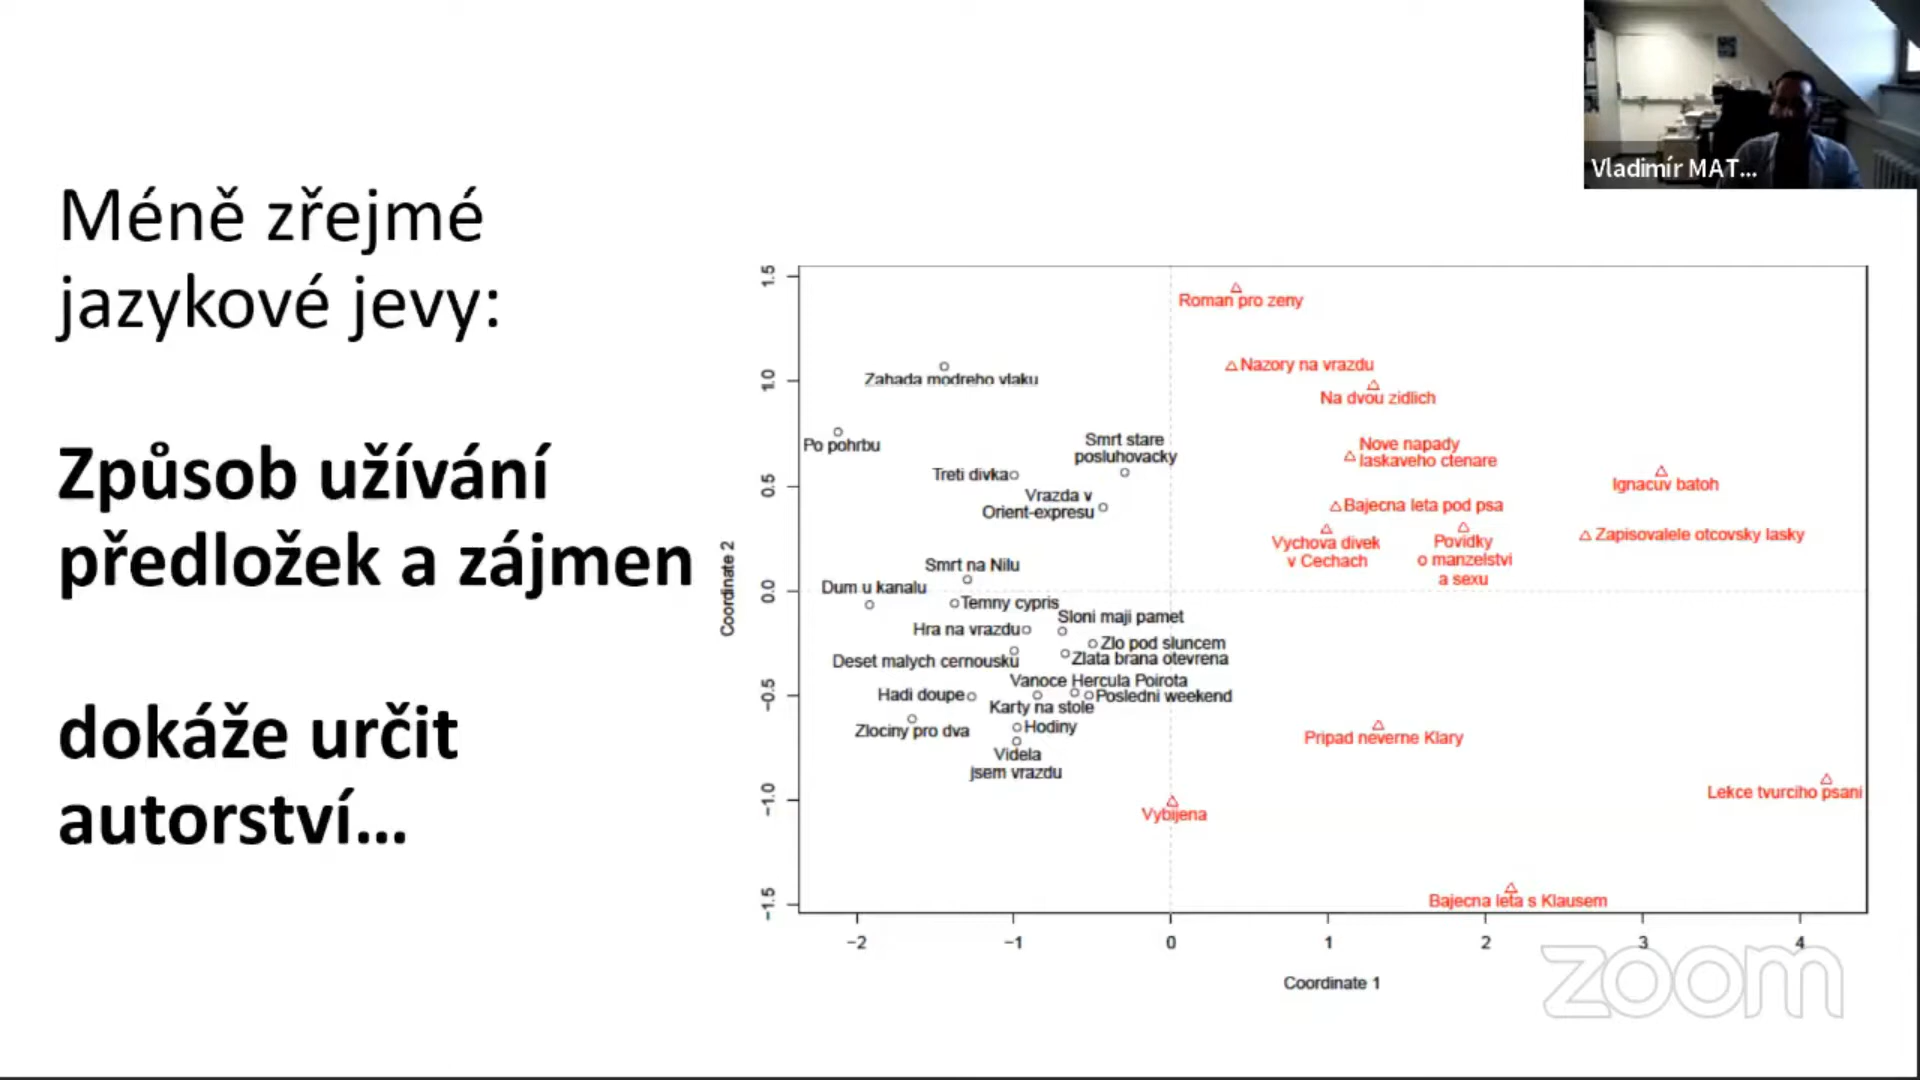 Vladimír MAT...
Méně zřejmé
jazykové jevy:
Způsob užívání
předložek a zájmen
dokáže určit
autorství...
Coordinate 2
1.5
1.0
0.5
0.0
−0.5
−1.0
−1.5
Roman pro zeny
Zahada modreho vlaku
Nazory na vrazdu
Na dvou zidlich
Po pohrbu
Smrt stare
posluhovacky
Nove napady
laskaveho ctenare
Treti divka
Ignacuv batoh
Vrazda v
Orient-expresu
Bajecna leta pod psa
Vychova divek
v Cechach
Povidky
o manzelstvi
a sexu
Zapisovalele otcovsky lasky
Smrt na Nilu
Dum u kanalu
Temny cypris
Sloni maji pamet
Hra na vrazdu
Zlo pod sluncem
Deset malych cernousku
Zlata brana otevrena
Vanoce Hercula Poirota
Hadi doupe
Posledni weekend
Karty na stole
Zlociny pro dva
Hodiny
Videla
jsem vrazdu
Pripad neverne Klary
Lekce tvurciho psani
Vybijena
Bajecna leta s Klausem
−2
−1
0
1
2
3
4
Coordinate 1
zoom